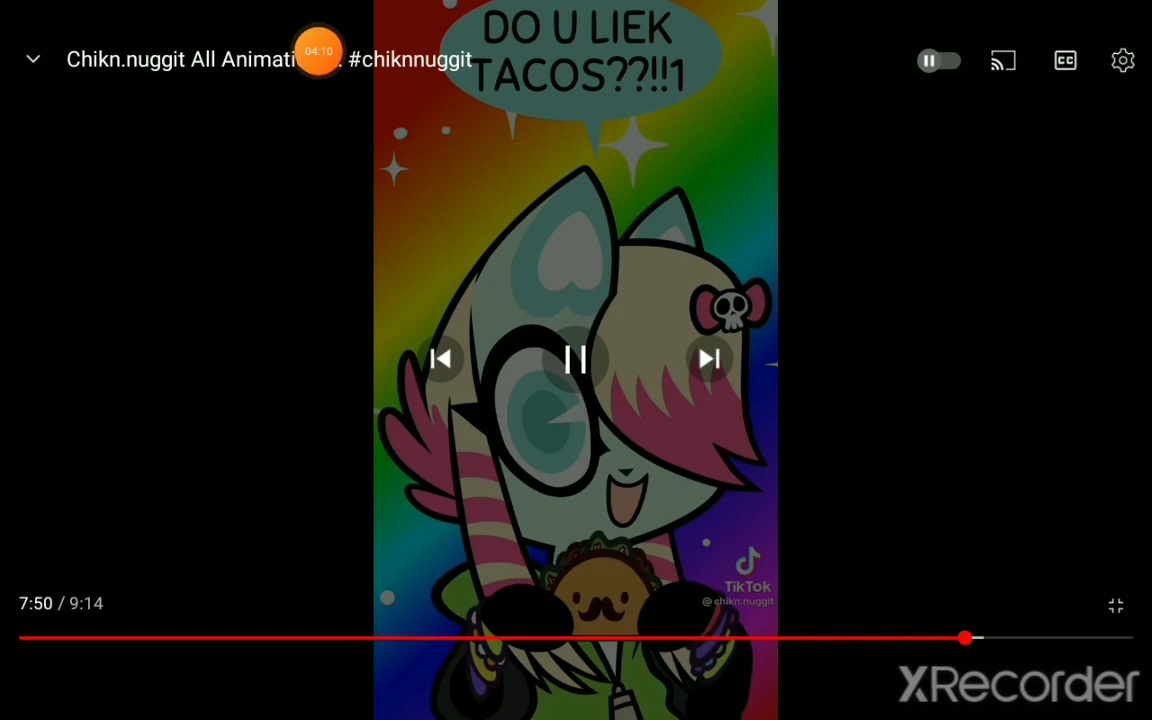 DO U LIEK
TACOS??!!1
Chikn.nuggit All Animati
04:10
. #chiknnuggit
CC
TikTok
@chikn.nuggit
7:50 / 9:14
XRecorder